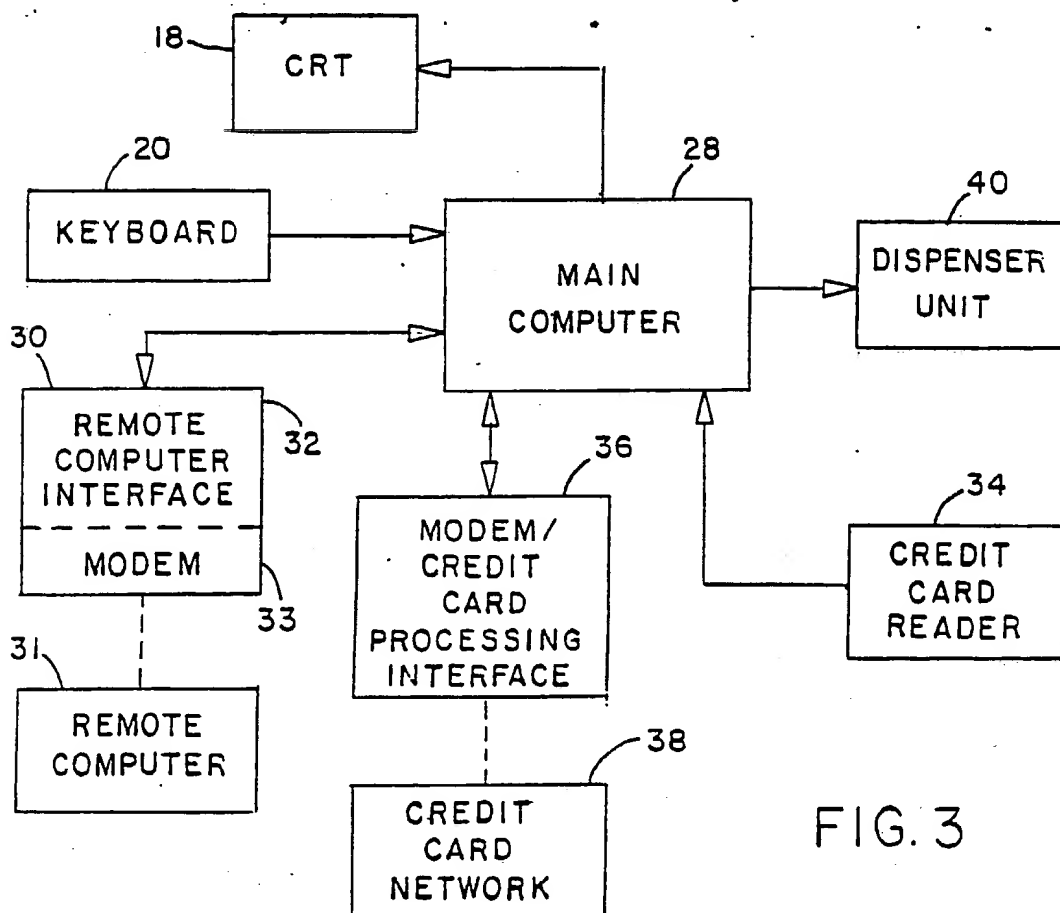 18
CRT
20
KEYBOARD
28
MAIN
COMPUTER
40
DISPENSER
UNIT
30
REMOTE
COMPUTER
INTERFACE
32
MODEM
33
31
REMOTE
COMPUTER
36
MODEM/
CREDIT
CARD
PROCESSING
INTERFACE
34
CREDIT
CARD
READER
38
CREDIT
CARD
NETWORK
FIG. 3